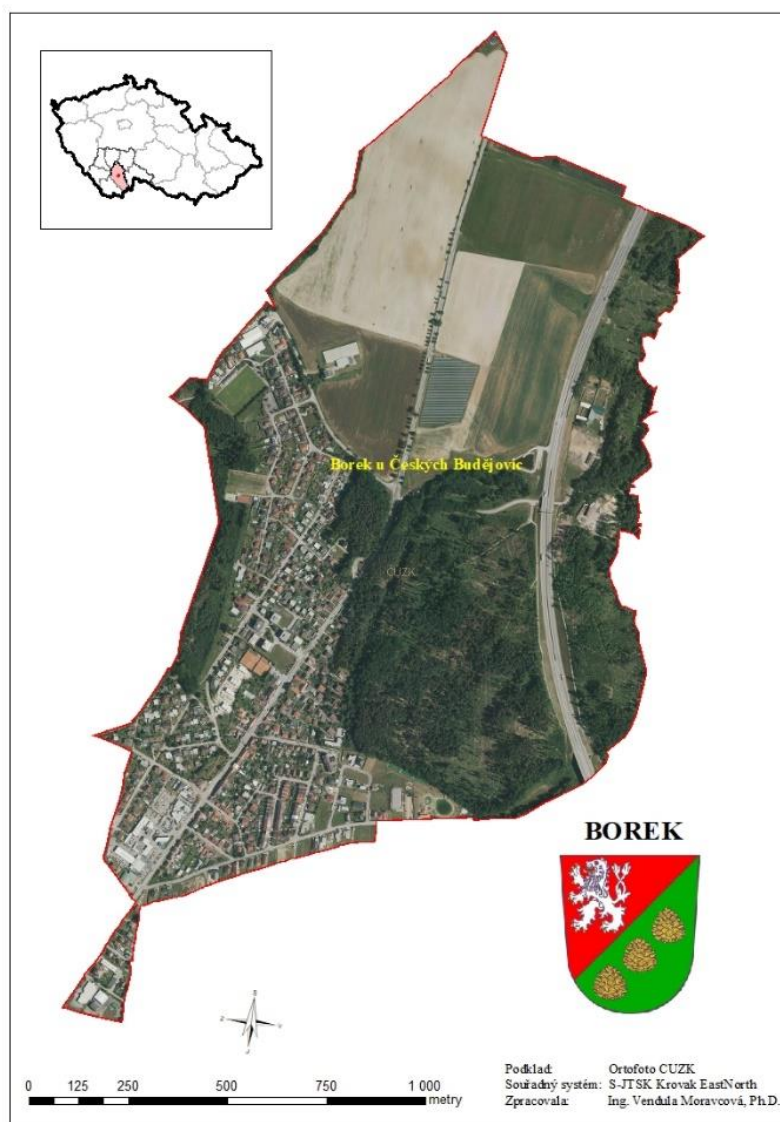 Borek u Českých Budějovic
ČÚZK
BOREK
S
Z
V
J
0 125 250 500 750 1 000
metry
Podklad: Ortofoto CUZK
Souřadný systém: S-JTSK Krovak EastNorth
Zpracovala: Ing. Vendula Moravcová, Ph.D.